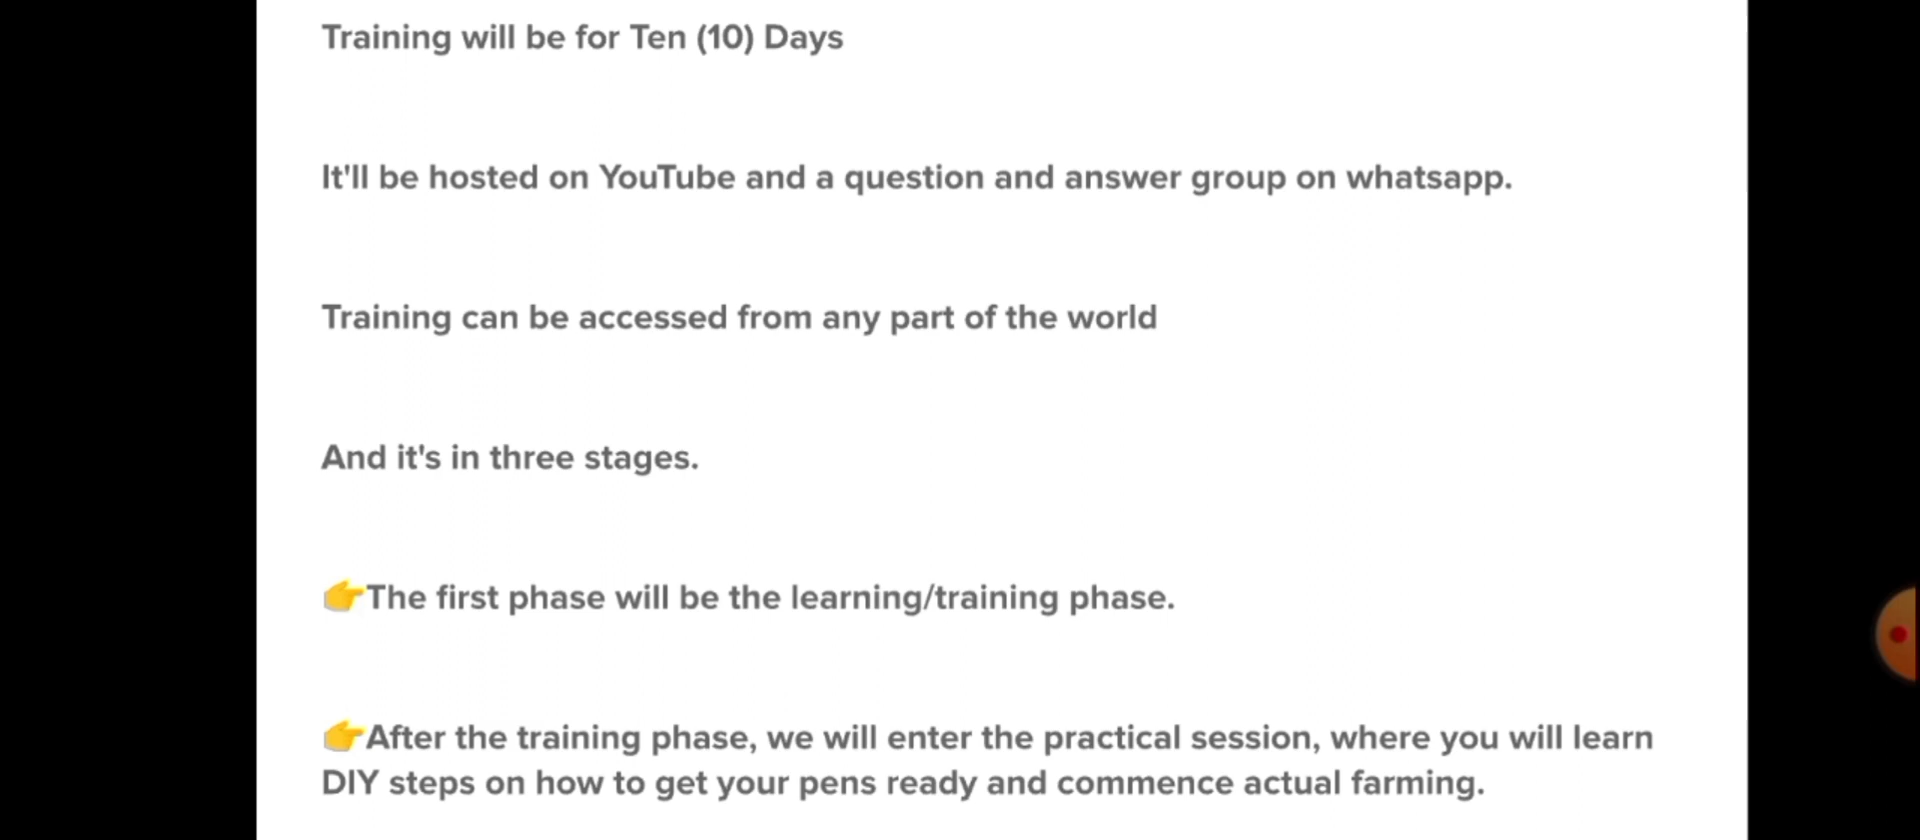 Training will be for Ten (10) Days
It'll be hosted on YouTube and a question and answer group on whatsapp.
Training can be accessed from any part of the world
And it's in three stages.
👉The first phase will be the learning/training phase.
👉After the training phase, we will enter the practical session, where you will learn
DIY steps on how to get your pens ready and commence actual farming.